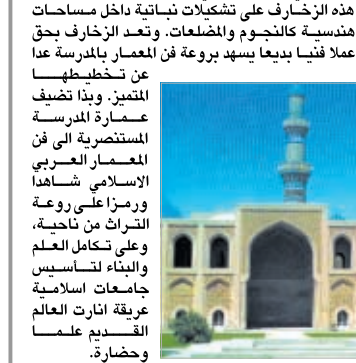 هذه الزخارف على تشكيلات نباتية داخل مساحات
هندسية كالنجوم والمضلعات. وتعد الزخارف بحق
عملا فنيا بديعا يسهد بروعة فن المعمار بالمدرسة عدا
عن تخطيطها
المتميز. وبذا تضيف
عمارة المدرسة
المستنصرية الى فن
المعمار العربي
الاسلامي شاهدا
ورمزا على روعة
التراث من ناحية،
وعلى تكامل العلم
والبناء لتأسيس
جامعات اسلامية
عريقة انارت العالم
القديم علما
وحضارة.